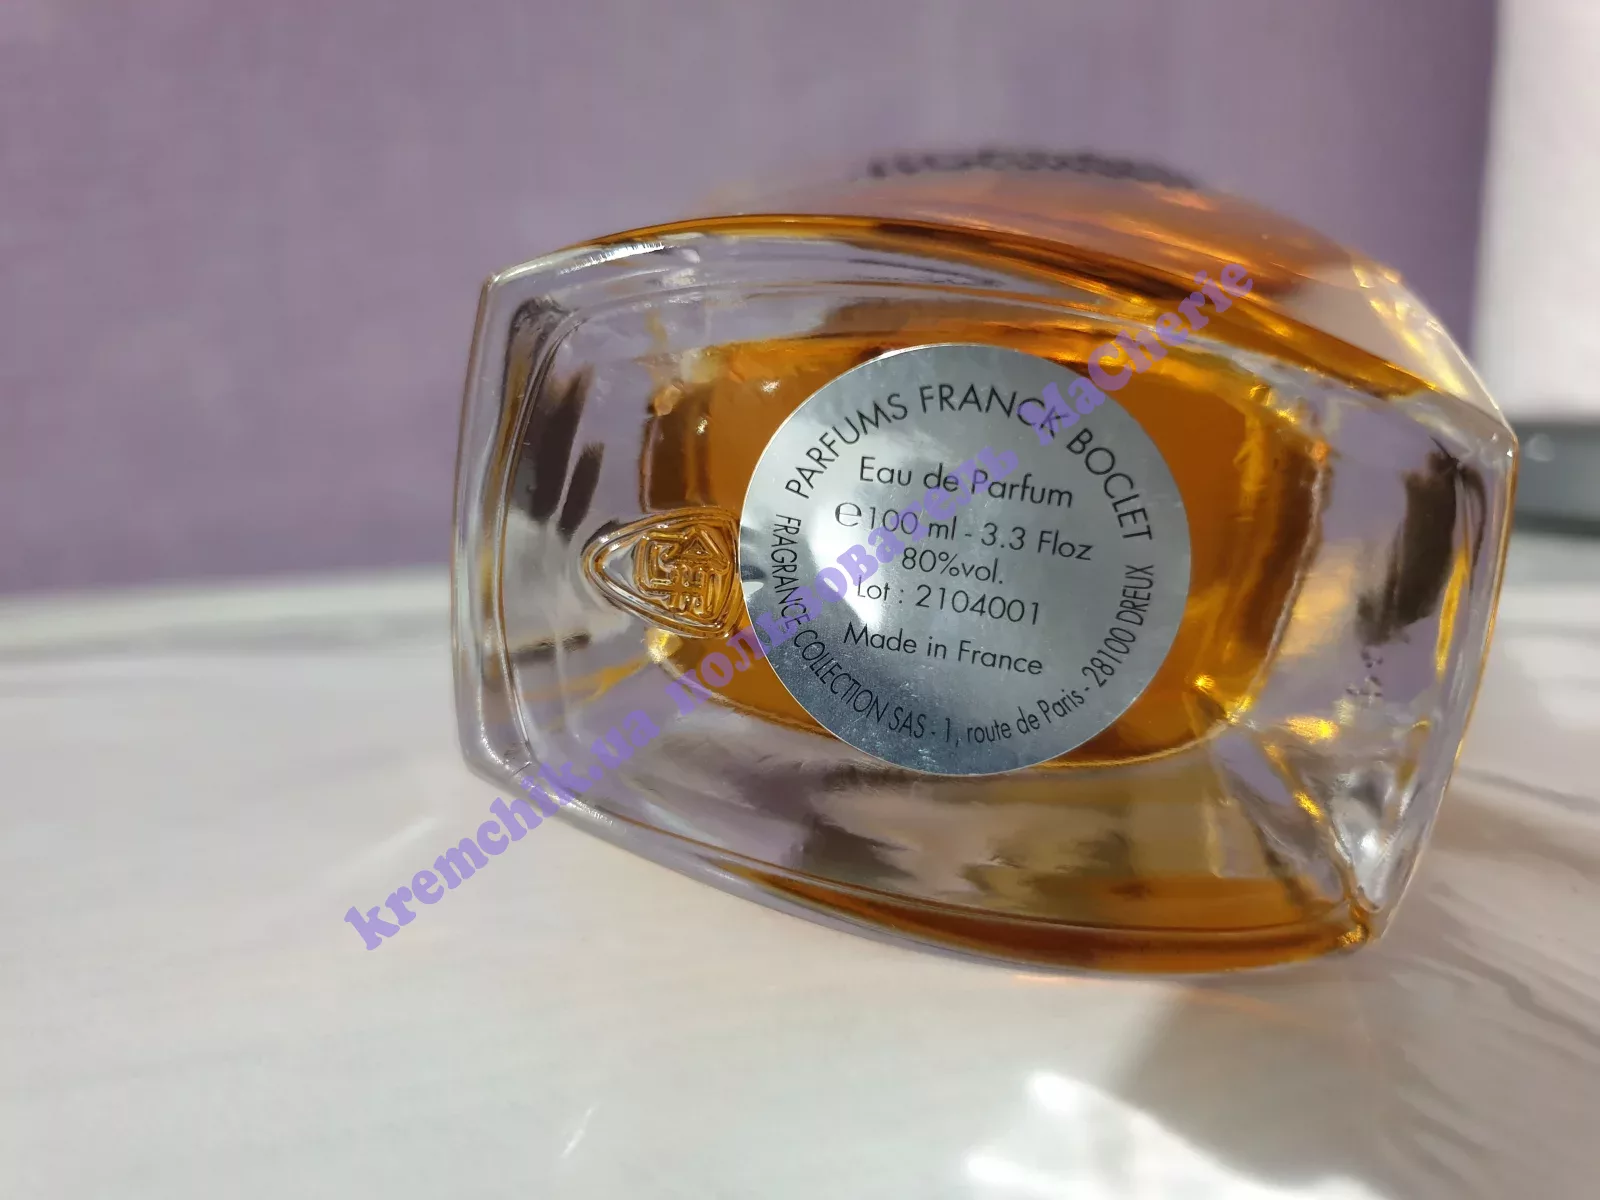 PARFUMS FRANCK BOCLET
Eau de Parfum
℮100 ml - 3.3 Floz
80%vol.
Lot : 2104001
Made in France
FRAGRANCE COLLECTION SAS - 1, route de Paris - 28100 DREUX
kremchik.ua пользователь MaCherie